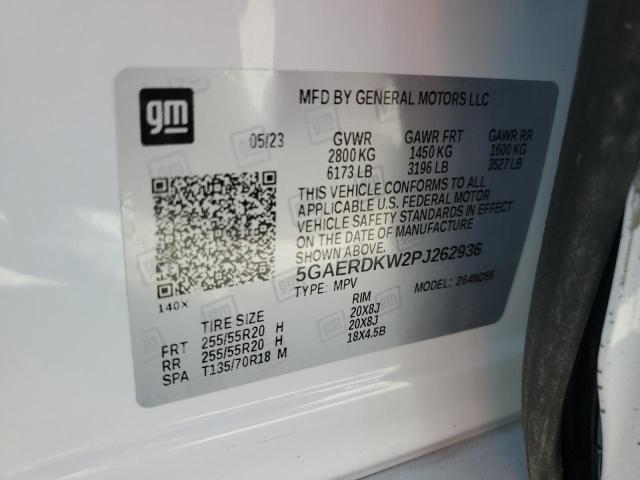 gm
MFD BY GENERAL MOTORS LLC
05/23
GVWR GAWR FRT GAWR RR
2800 KG 1450 KG 1600 KG
6173 LB 3196 LB 3527 LB
THIS VEHICLE CONFORMS TO ALL
APPLICABLE U.S. FEDERAL MOTOR
VEHICLE SAFETY STANDARDS IN EFFECT
ON THE DATE OF MANUFACTURE
SHOWN ABOVE.
5GAERDKW2PJ262936
TYPE: MPV MODEL: 264ND56
140X
TIRE SIZE RIM
FRT 255/55R20 H 20X8J
RR 255/55R20 H 20X8J
SPA T135/70R18 M 18X4.5B